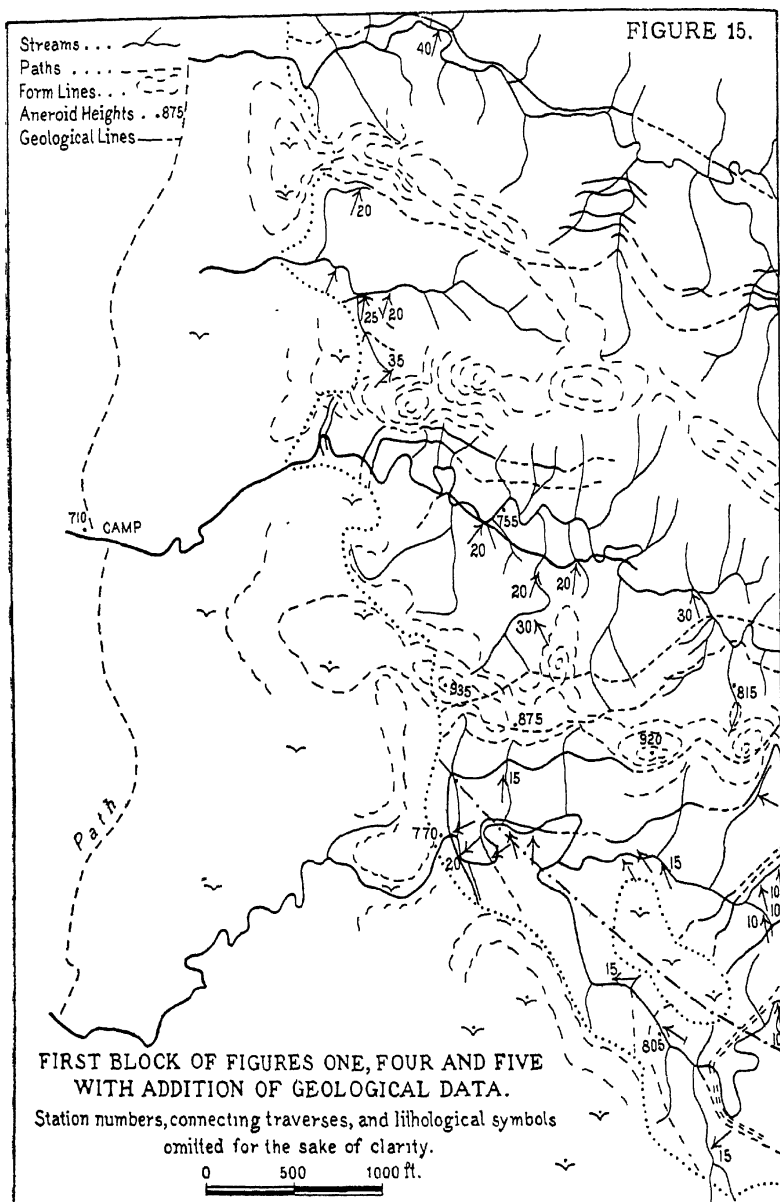 FIGURE 15.
Streams . . .
Paths . . . .
Form Lines. . .
Aneroid Heights . .875
Geological Lines
40
20
25
20
35
710
CAMP
755
20
20
20
30
30
935
815
875
920
15
770
20
15
10
10
10
15
805
10
15
Path
FIRST BLOCK OF FIGURES ONE, FOUR AND FIVE
WITH ADDITION OF GEOLOGICAL DATA.
Station numbers, connecting traverses, and lithological symbols
omitted for the sake of clarity.
0 500 1000 ft.